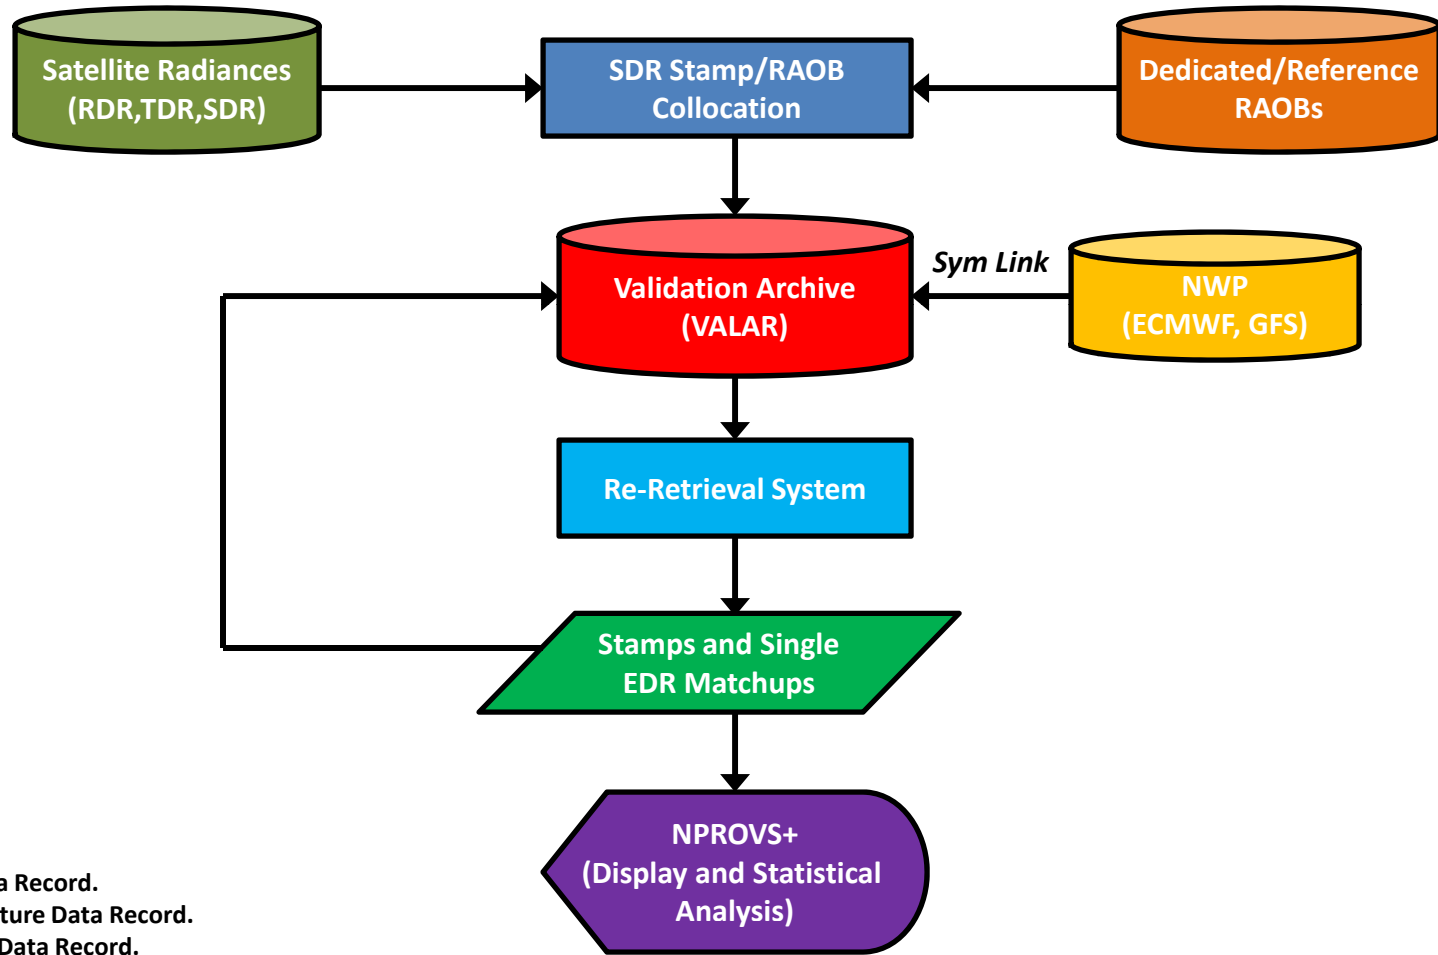 Satellite Radiances
(RDR,TDR,SDR)
SDR Stamp/RAOB
Collocation
Dedicated/Reference
RAOBs
Validation Archive
(VALAR)
Sym Link
NWP
(ECMWF, GFS)
Re-Retrieval System
Stamps and Single
EDR Matchups
NPROVS+
(Display and Statistical
Analysis)
Record.
Data Record.
Data Record.